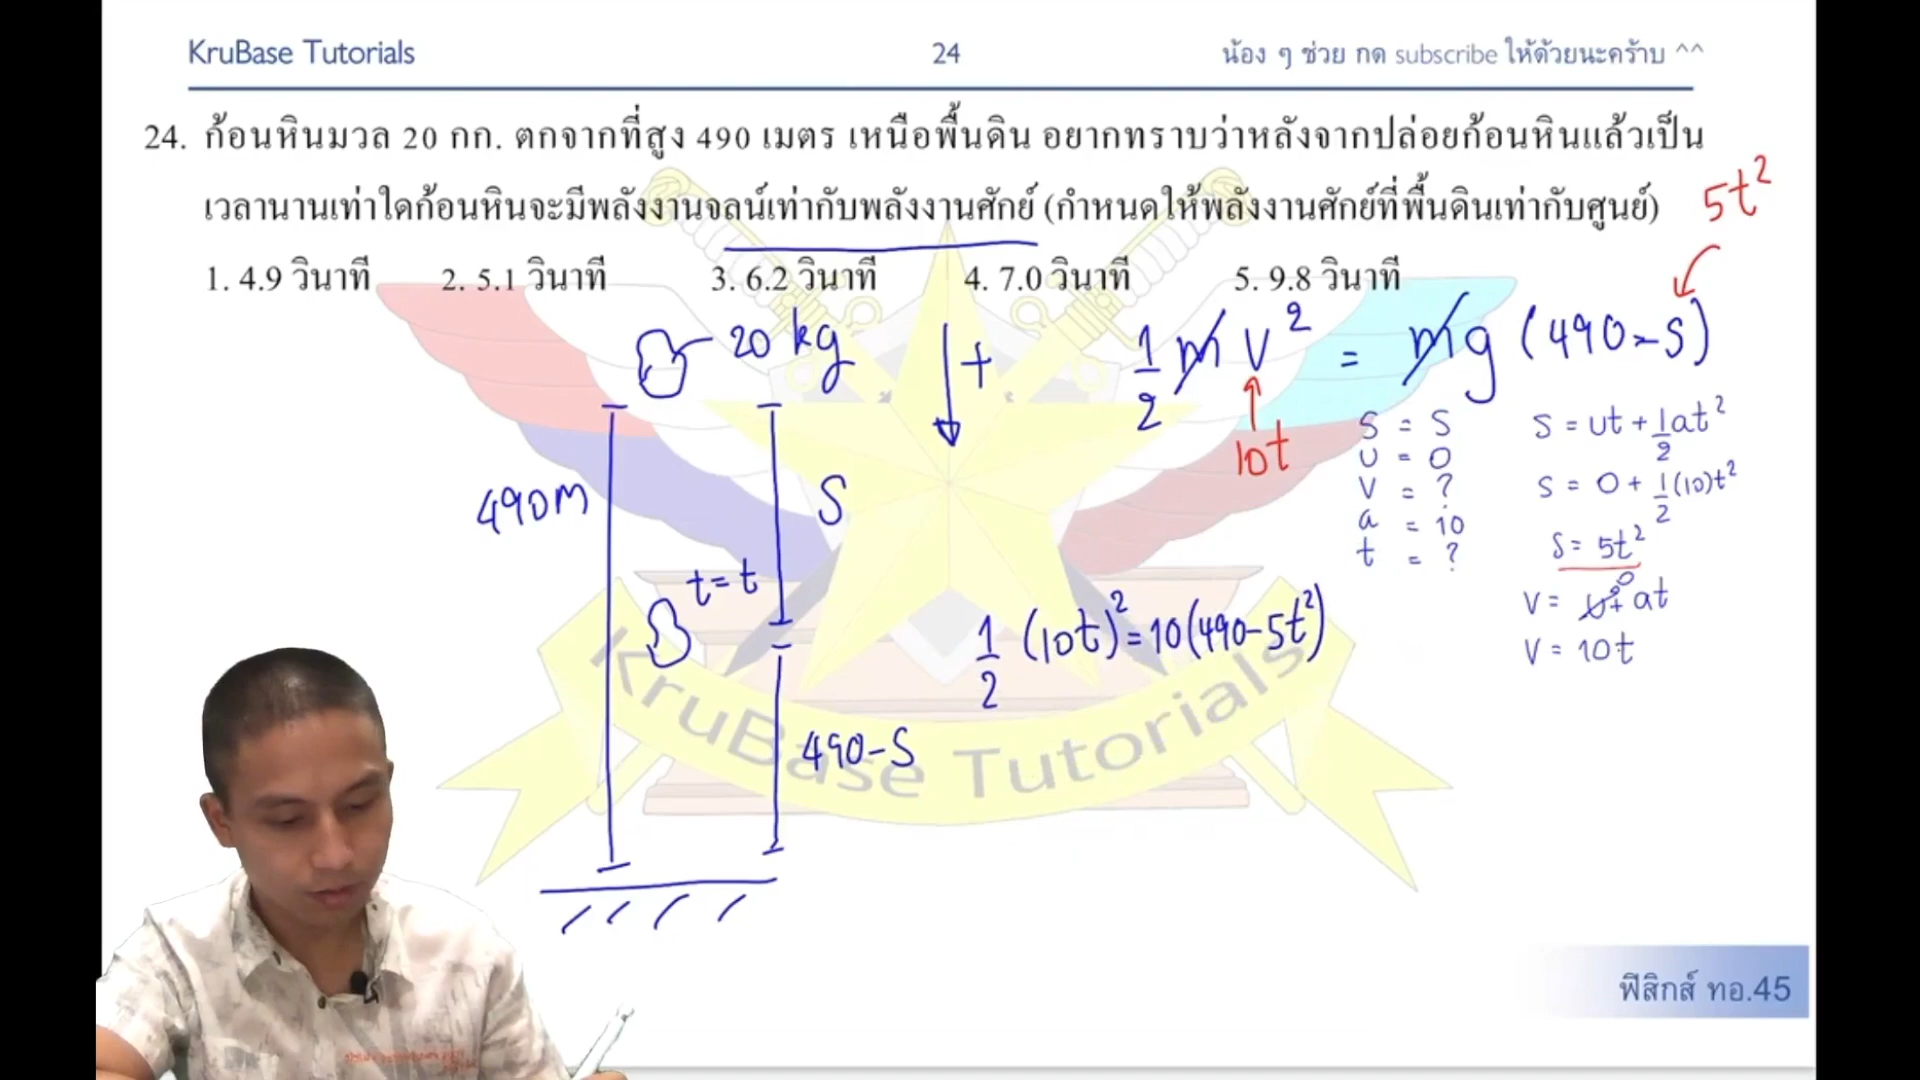 KruBase Tutorials 24 น้อง ๆ ช่วย กด subscribe ให้ด้วยนะคร้าบ ^^
24. ก้อนหินมวล 20 กก. ตกจากที่สูง 490 เมตร เหนือพื้นดิน อยากทราบว่าหลังจากปล่อยก้อนหินแล้วเป็น
เวลานานเท่าใดก้อนหินจะมีพลังงานจลน์เท่ากับพลังงานศักย์ (กำหนดให้พลังงานศักย์ที่พื้นดินเท่ากับศูนย์)
5t²
1. 4.9 วินาที 2. 5.1 วินาที 3. 6.2 วินาที 4. 7.0 วินาที 5. 9.8 วินาที
20 kg
+
1/2 m v² = mg (490-S)
10t
490m
S
t = t
490-S
S = S
u = 0
v = ?
a = 10
t = ?
S = ut + 1/2 at²
S = 0 + 1/2 (10)t²
S = 5t²
0
v = u + at
v = 10t
1/2 (10t)² = 10(490-5t²)
KruBase Tutorials
ฟิสิกส์ ทอ.45